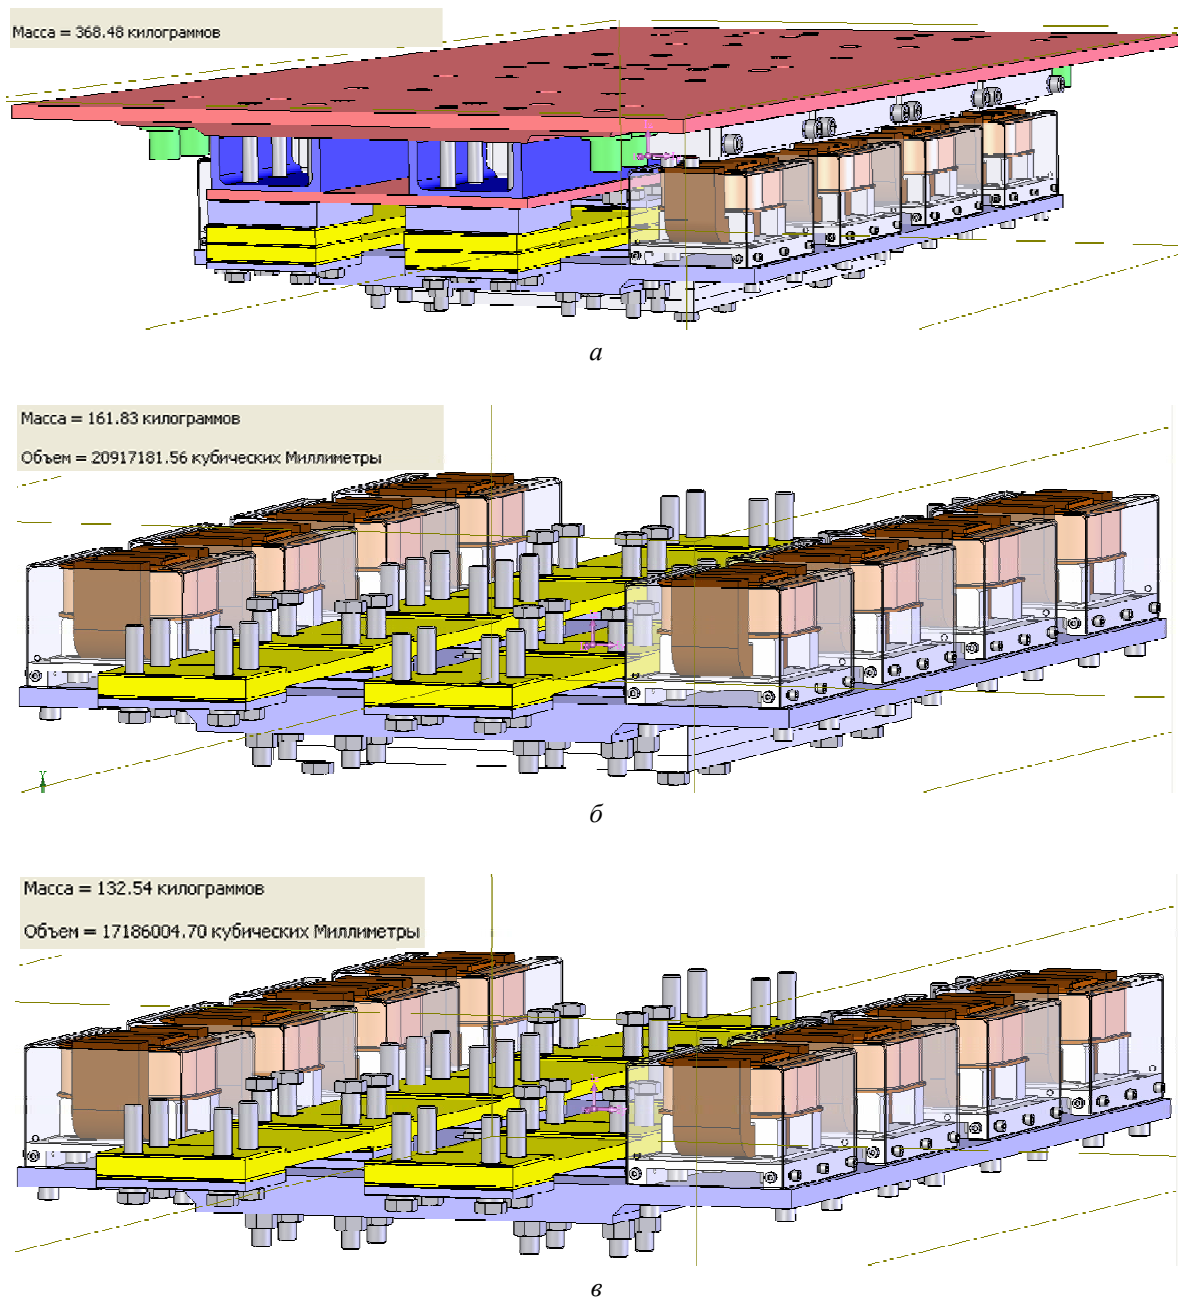 Масса = 368.48 килограммов
а
Масса = 161.83 килограммов
Объем = 20917181.56 кубических Миллиметры
Y
б
Масса = 132.54 килограммов
Объем = 17186004.70 кубических Миллиметры
в